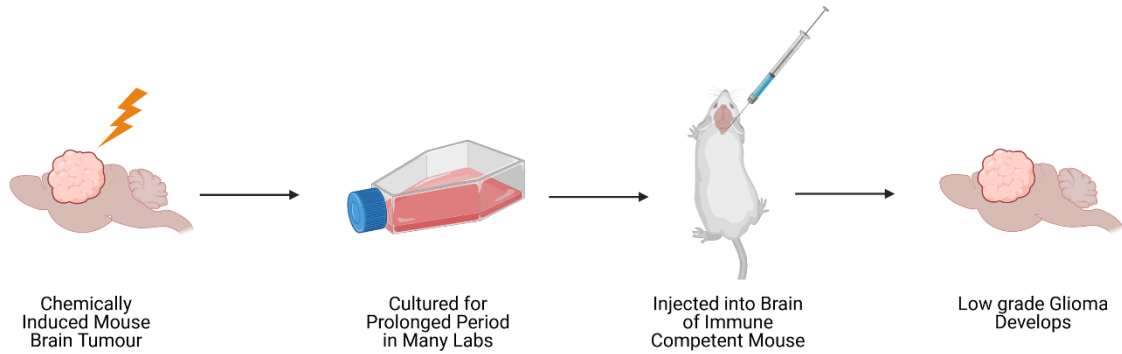 Chemically
Induced Mouse
Brain Tumour
Cultured for
Prolonged Period
in Many Labs
Injected into Brain
of Immune
Competent Mouse
Low grade Glioma
Develops